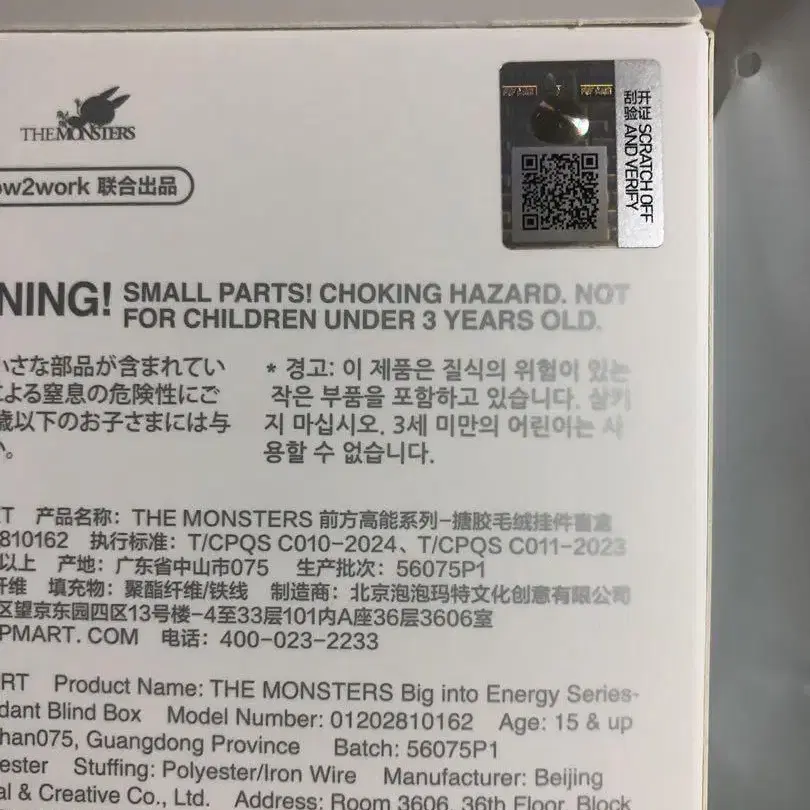 THE MONSTERS
POP MART
POP MART
开 SCRATCH OFF
刮 验 AND VERIFY
w2work 联合出品
NING! SMALL PARTS! CHOKING HAZARD. NOT
FOR CHILDREN UNDER 3 YEARS OLD.
小さな部品が含まれてい
よる窒息の危険性にご
歳以下のお子さまには与
。
* 경고: 이 제품은 질식의 위험이 있는
작은 부품을 포함하고 있습니다. 삼키
지 마십시오. 3세 미만의 어린이는 사
용할 수 없습니다.
T 产品名称: THE MONSTERS 前方高能系列-搪胶毛绒挂件盲盒
810162 执行标准: T/CPQS C010-2024、T/CPQS C011-2023
以上 产地: 广东省中山市075 生产批次: 56075P1
纤维 填充物: 聚酯纤维/铁线 制造商: 北京泡泡玛特文化创意有限公司
区望京东园四区13号楼-4至33层101内A座36层3606室
PMART.COM 电话: 400-023-2233
RT Product Name: THE MONSTERS Big into Energy Series-
dant Blind Box Model Number: 01202810162 Age: 15 & up
han075, Guangdong Province Batch: 56075P1
ester Stuffing: Polyester/Iron Wire Manufacturer: Beijing
al & Creative Co., Ltd. Address: Room 3606, 36th Floor, Block